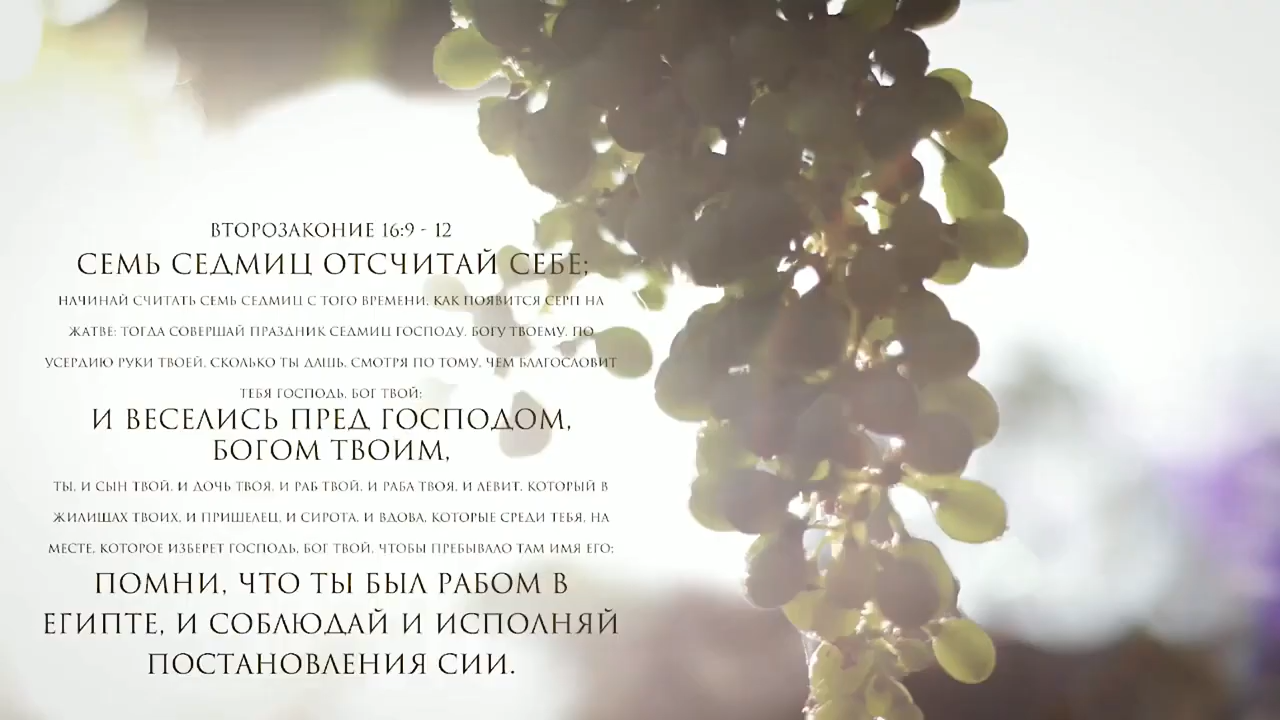 ВТОРОЗАКОНИЕ 16:9 - 12
СЕМЬ СЕДМИЦ ОТСЧИТАЙ СЕБЕ;
НАЧИНАЙ СЧИТАТЬ СЕМЬ СЕДМИЦ С ТОГО ВРЕМЕНИ, КАК ПОЯВИТСЯ СЕРП НА
ЖАТВЕ; ТОГДА СОВЕРШАЙ ПРАЗДНИК СЕДМИЦ ГОСПОДУ, БОГУ ТВОЕМУ, ПО
УСЕРДИЮ РУКИ ТВОЕЙ, СКОЛЬКО ТЫ ДАШЬ, СМОТРЯ ПО ТОМУ, ЧЕМ БЛАГОСЛОВИТ
ТЕБЯ ГОСПОДЬ, БОГ ТВОЙ;
И ВЕСЕЛИСЬ ПРЕД ГОСПОДОМ,
БОГОМ ТВОИМ,
ТЫ, И СЫН ТВОЙ, И ДОЧЬ ТВОЯ, И РАБ ТВОЙ, И РАБА ТВОЯ, И ЛЕВИТ, КОТОРЫЙ В
ЖИЛИЩАХ ТВОИХ, И ПРИШЕЛЕЦ, И СИРОТА, И ВДОВА, КОТОРЫЕ СРЕДИ ТЕБЯ, НА
МЕСТЕ, КОТОРОЕ ИЗБЕРЕТ ГОСПОДЬ, БОГ ТВОЙ, ЧТОБЫ ПРЕБЫВАЛО ТАМ ИМЯ ЕГО;
ПОМНИ, ЧТО ТЫ БЫЛ РАБОМ В
ЕГИПТЕ, И СОБЛЮДАЙ И ИСПОЛНЯЙ
ПОСТАНОВЛЕНИЯ СИИ.